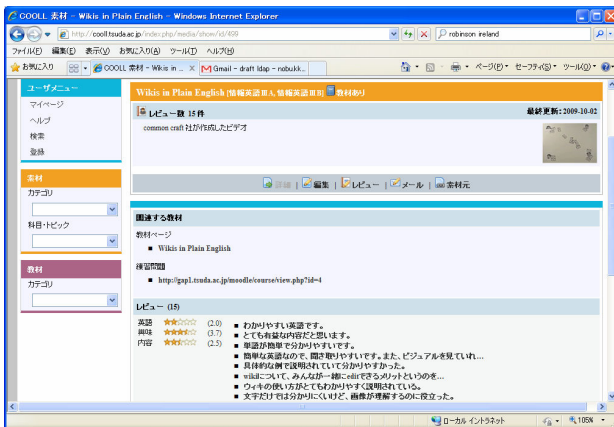 COOLL 素材 - Wikis in Plain English - Windows Internet Explorer
http://cooll.tsuda.ac.jp/index.php/media/show/id/499
robinson ireland
ファイル(F) 編集(E) 表示(V) お気に入り(A) ツール(T) ヘルプ(H)
お気に入り
COOLL 素材 - Wikis in ...
Gmail - draft ldap - nobukk...
ページ(P)
セーフティ(S)
ツール(O)
ユーザメニュー
マイページ
ヘルプ
検索
登録
素材
カテゴリ
科目・トピック
教材
カテゴリ
Wikis in Plain English [情報英語ⅢA, 情報英語ⅢB] 教材あり
レビュー数 15 件
最終更新: 2009-10-02
common craft 社が作成したビデオ
詳細 | 編集 | レビュー | メール | 素材元
関連する教材
教材ページ
Wikis in Plain English
練習問題
http://gap1.tsuda.ac.jp/moodle/course/view.php?id=4
レビュー (15)
英語 (2.0)
興味 (3.7)
内容 (2.5)
わかりやすい英語です。
とても有益な内容だと思います。
単語が簡単で分かりやすいです。
簡単な英語なので、聞き取りやすいです。また、ビジュアルを見ていれ...
具体的な例で説明されていて分かりやすかった。
wikiについて、みんなが一緒にeditできるメリットというのを...
ウィキの使い方がとてもわかりやすく説明されている。
文字だけでは分かりにくいけど、画像が理解するのに役立った。
ローカル イントラネット
105%